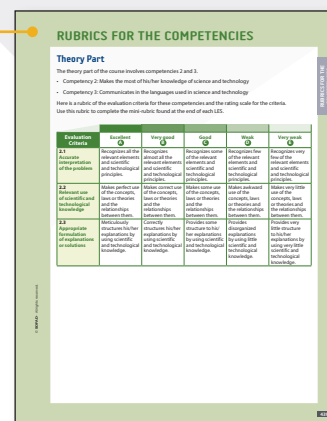 RUBRICS FOR THE COMPETENCIES
Theory Part
The theory part of the course involves competencies 2 and 3.
• Competency 2: Makes the most of his/her knowledge of science and technology
• Competency 3: Communicates in the languages used in science and technology
Here is a rubric of the evaluation criteria for these competencies and the rating scale for the criteria.
Use this rubric to complete the mini-rubric found at the end of each LES.
Evaluation
Criteria
Excellent
A
Very good
B
Good
C
Weak
D
Very weak
E
2.1
Accurate
interpretation
of the problem
Recognizes all the
relevant elements
and scientific
and technological
principles.
Recognizes
almost all the
relevant elements
and scientific
and technological
principles.
Recognizes some
of the relevant
elements and
scientific and
technological
principles.
Recognizes few
of the relevant
elements and
scientific and
technological
principles.
Recognizes very
few of the
relevant elements
and scientific
and technological
principles.
2.2
Relevant use
of scientific and
technological
knowledge
Makes perfect use
of the concepts,
laws or theories
and the
relationships
between them.
Makes correct use
of the concepts,
laws or theories
and the
relationships
between them.
Makes some use
of the concepts,
laws or theories
and the
relationships
between them.
Makes awkward
use of the
concepts, laws
or theories and
the relationships
between them.
Makes very little
use of the
concepts, laws
or theories and
the relationships
between them.
2.3
Appropriate
formulation
of explanations
or solutions
Meticulously
structures his/her
explanations by
using scientific
and technological
knowledge.
Correctly
structures his/her
explanations by
using scientific
and technological
knowledge.
Provides some
structure to his/
her explanations
by using scientific
and technological
knowledge.
Provides
disorganized
explanations
by using little
scientific and
technological
knowledge.
Provides very
little structure
to his/her
explanations by
using very little
scientific and
technological
knowledge.
RUBRICS FOR THE